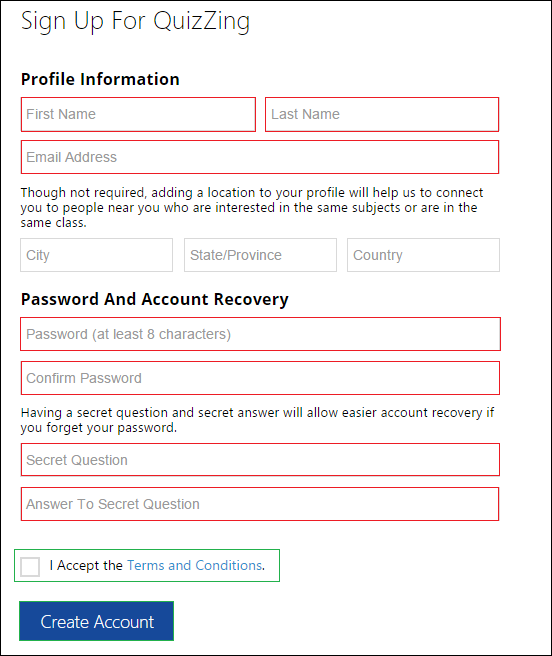 Sign Up For QuizZing
Profile Information
First Name Last Name
Email Address
Though not required, adding a location to your profile will help us to connect
you to people near you who are interested in the same subjects or are in the
same class.
City State/Province Country
Password And Account Recovery
Password (at least 8 characters)
Confirm Password
Having a secret question and secret answer will allow easier account recovery if
you forget your password.
Secret Question
Answer To Secret Question
I Accept the Terms and Conditions.
Create Account